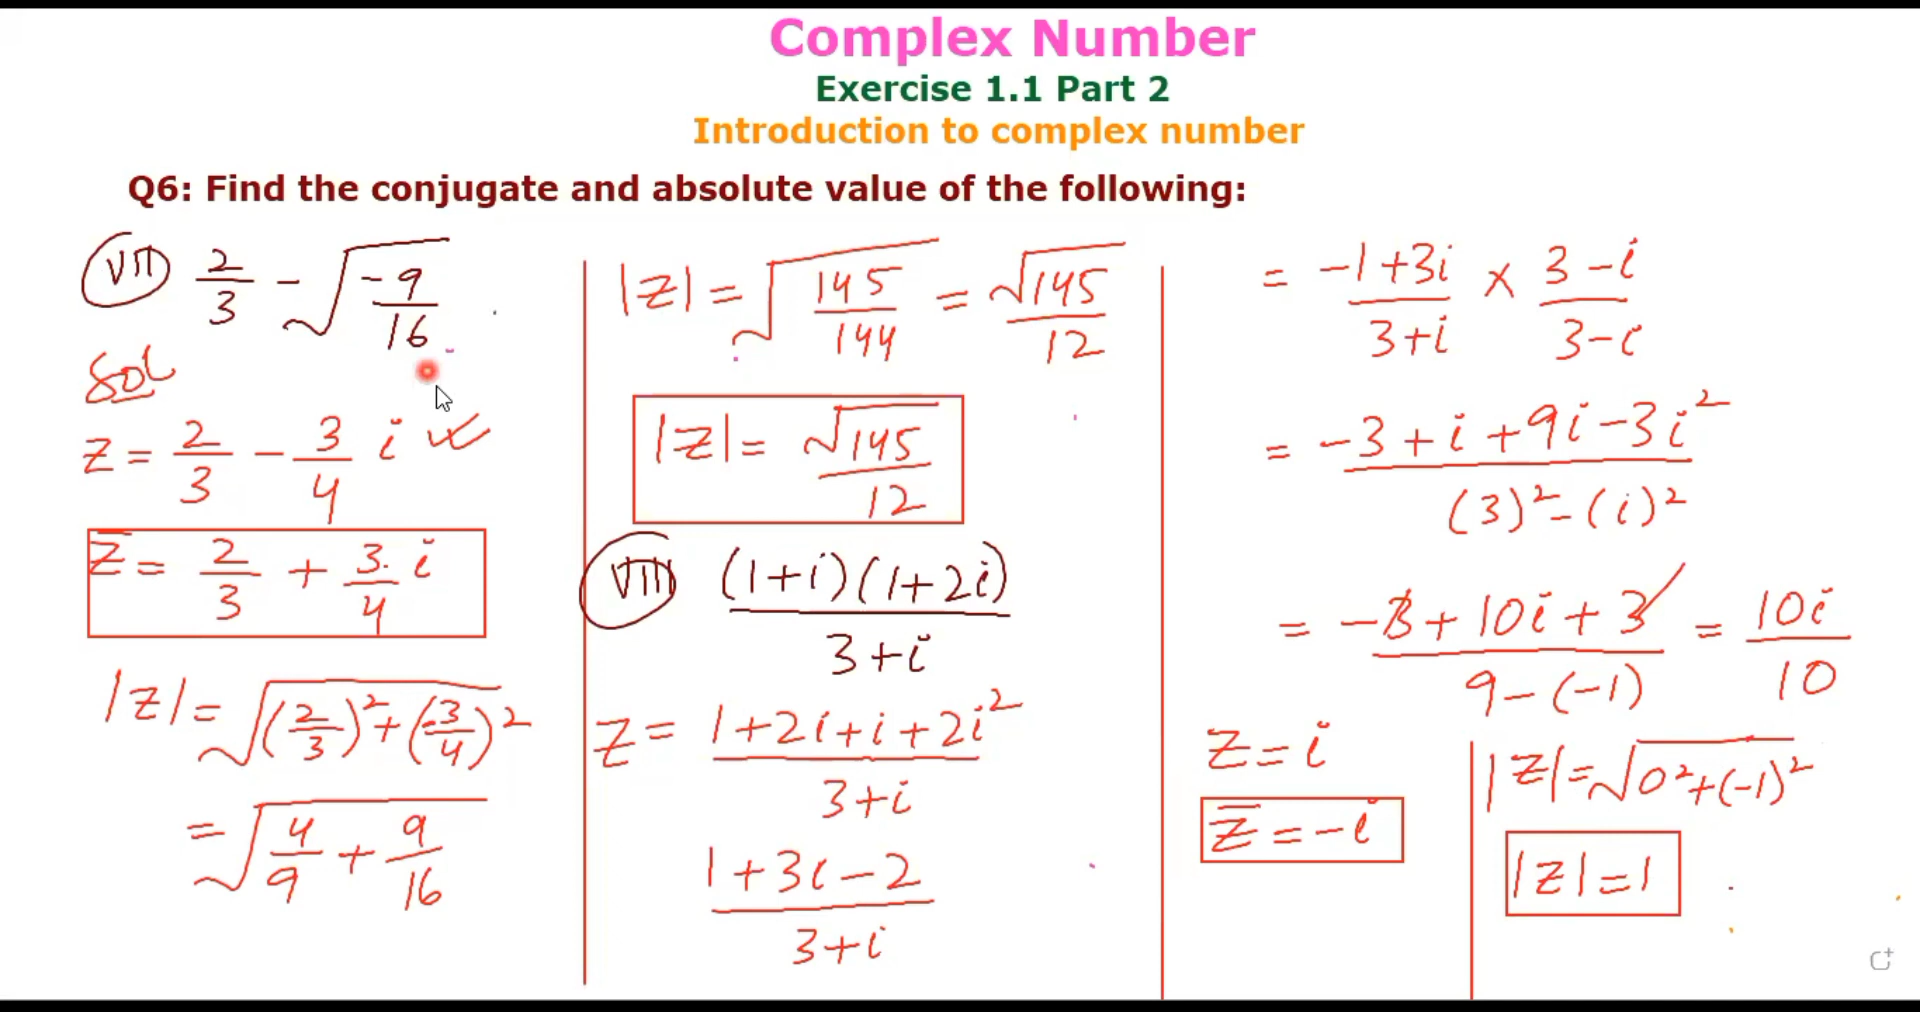 Complex Number
Exercise 1.1 Part 2
Introduction to complex number
Q6: Find the conjugate and absolute value of the following:
VII 2/3 - √(-9/16)
Sol
z = 2/3 - 3/4 i
z̅ = 2/3 + 3/4 i
|z| = √((2/3)² + (-3/4)²)
= √(4/9 + 9/16)
|z| = √(145/144) = √145/12
|z| = √145/12
VIII (1+i)(1+2i)/3+i
z = 1+2i+i+2i²/3+i
1+3i-2/3+i
= -1+3i/3+i × 3-i/3-i
= -3+i+9i-3i²/(3)²-(i)²
= -3+10i+3/9-(-1) = 10i/10
z = i
z̅ = -i
|z| = √(0²+(-1)²)
|z| = 1